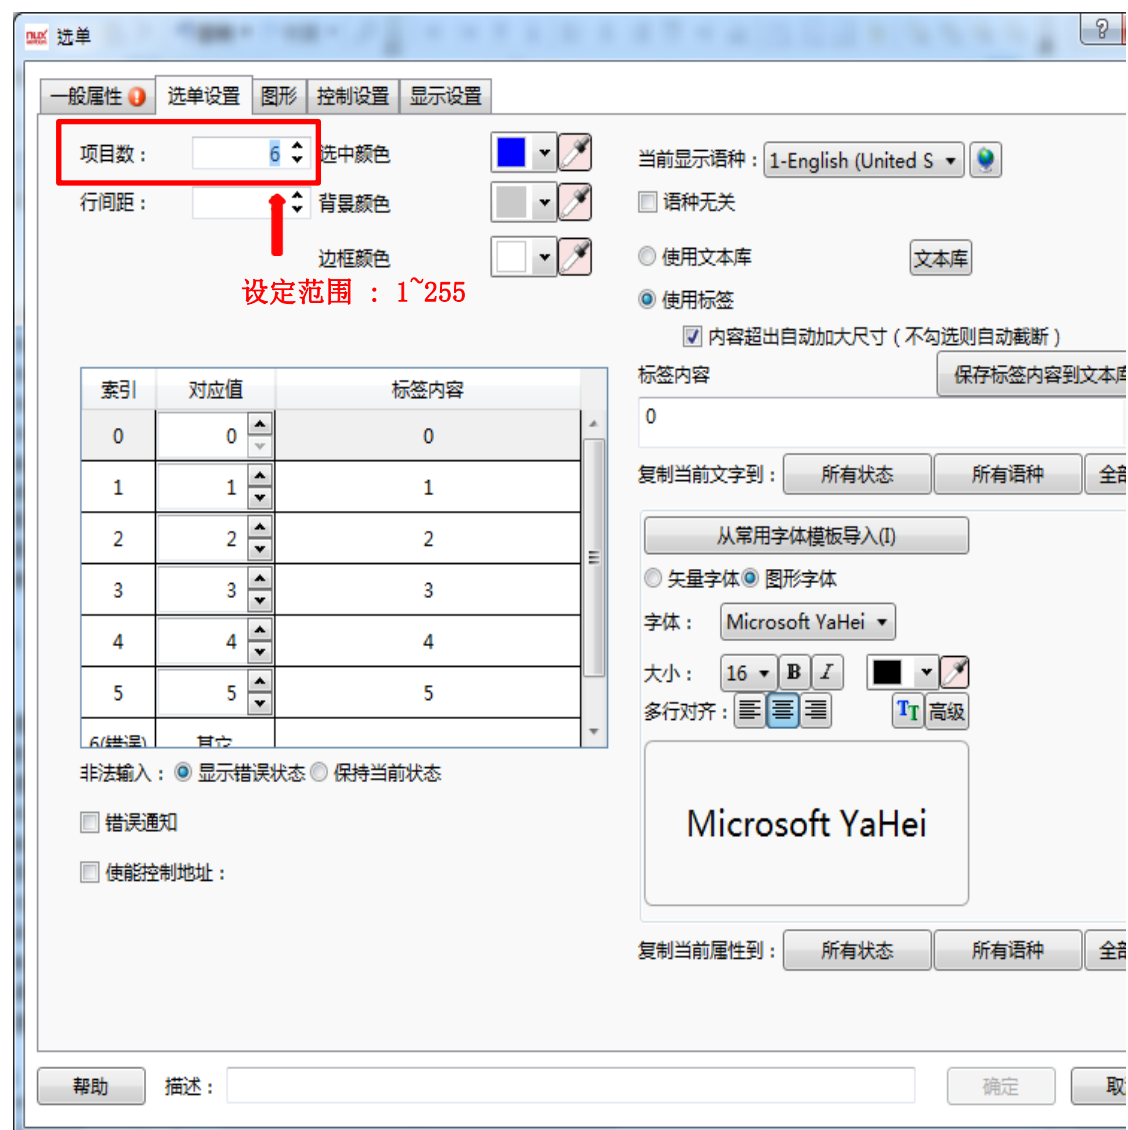 选单
?
一般属性 选单设置 图形 控制设置 显示设置
项目数： 6
选中颜色
行间距：
背景颜色
边框颜色
设定范围 : 1~255
当前显示语种： 1-English (United S
语种无关
使用文本库 文本库
使用标签
内容超出自动加大尺寸（不勾选则自动截断）
标签内容 保存标签内容到文本库
0
复制当前文字到： 所有状态 所有语种 全部
索引 对应值 标签内容
0 0 0
1 1 1
2 2 2
3 3 3
4 4 4
5 5 5
6(错误) 其它
非法输入： 显示错误状态 保持当前状态
错误通知
使能控制地址：
从常用字体模板导入(I)
矢量字体 图形字体
字体： Microsoft YaHei
大小： 16 B I
多行对齐： TT 高级
Microsoft YaHei
复制当前属性到： 所有状态 所有语种 全部
帮助 描述： 确定 取